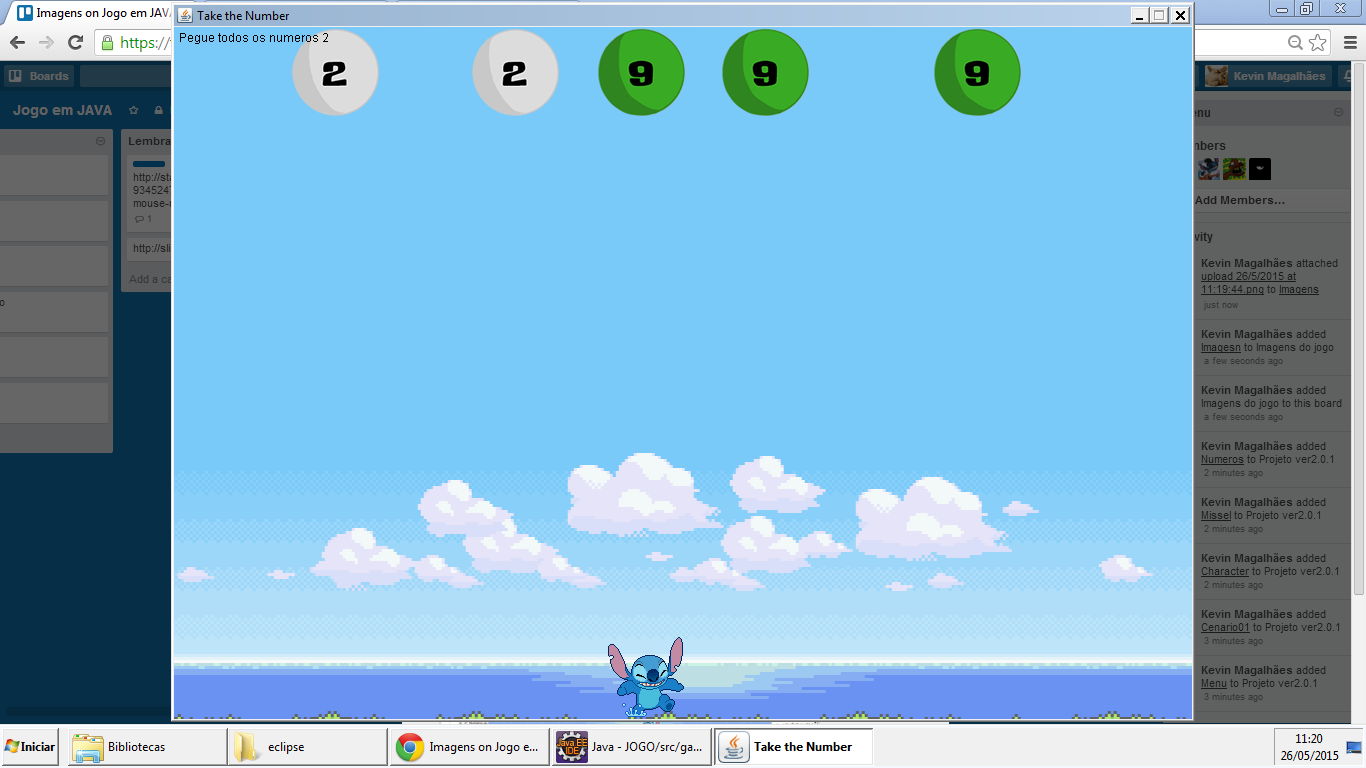 Imagens on Jogo em JAVA
Take the Number
https://
Pegue todos os numeros 2
2
2
9
9
9
Boards
Kevin Magalhães
Jogo em JAVA
Lembra
http://sta
934524
mouse-r
1
http://sli
Add a ca
enu
mbers
Add Members...
vity
Kevin Magalhães attached
upload 26/5/2015 at
11:19:44.png to Imagens
just now
Kevin Magalhães added
Imagesn to Imagens do jogo
a few seconds ago
Kevin Magalhães added
Imagens do jogo to this board
a few seconds ago
Kevin Magalhães added
Numeros to Projeto ver2.0.1
2 minutes ago
Kevin Magalhães added
Missel to Projeto ver2.0.1
2 minutes ago
Kevin Magalhães added
Character to Projeto ver2.0.1
2 minutes ago
Kevin Magalhães added
Cenario01 to Projeto ver2.0.1
3 minutes ago
Kevin Magalhães added
Menu to Projeto ver2.0.1
3 minutes ago
Iniciar
Bibliotecas
eclipse
Imagens on Jogo e...
Java EE
IDE
Java - JOGO/src/ga...
Take the Number
11:20
26/05/2015